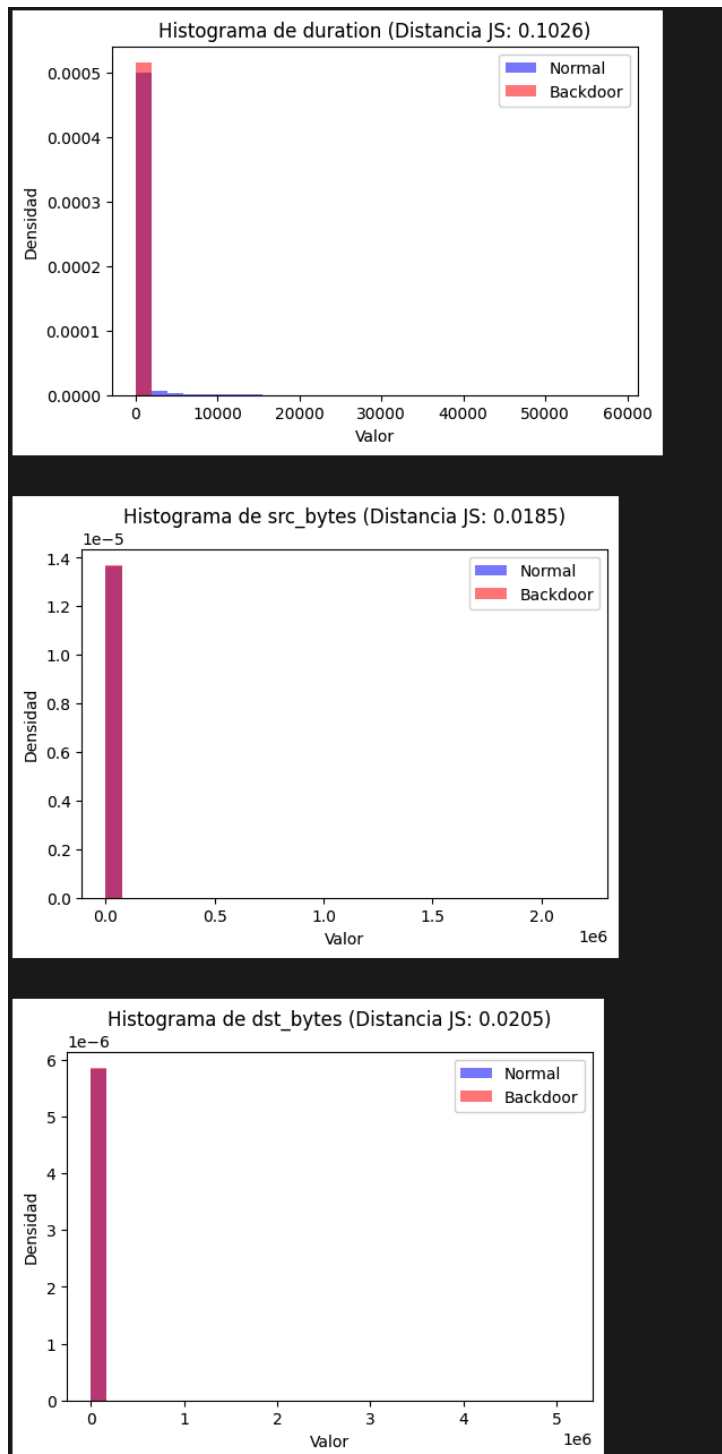 Histograma de duration (Distancia JS: 0.1026)
Normal
Backdoor
0.0005
0.0004
0.0003
0.0002
0.0001
0.0000
Densidad
0 10000 20000 30000 40000 50000 60000
Valor
Histograma de src_bytes (Distancia JS: 0.0185)
1e-5
Normal
Backdoor
1.4
1.2
1.0
0.8
0.6
0.4
0.2
0.0
Densidad
0.0 0.5 1.0 1.5 2.0
Valor
1e6
Histograma de dst_bytes (Distancia JS: 0.0205)
1e-6
Normal
Backdoor
6
5
4
3
2
1
0
Densidad
0 1 2 3 4 5
Valor
1e6